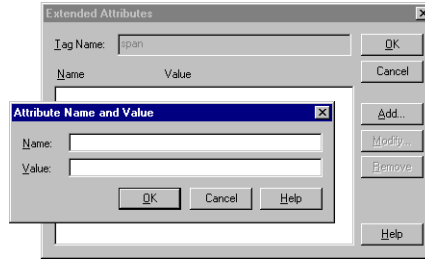 Extended Attributes
Tag Name: span
OK
Name Value
Cancel
Add...
Modify...
Remove
Help
Attribute Name and Value
Name:
Value:
OK Cancel Help